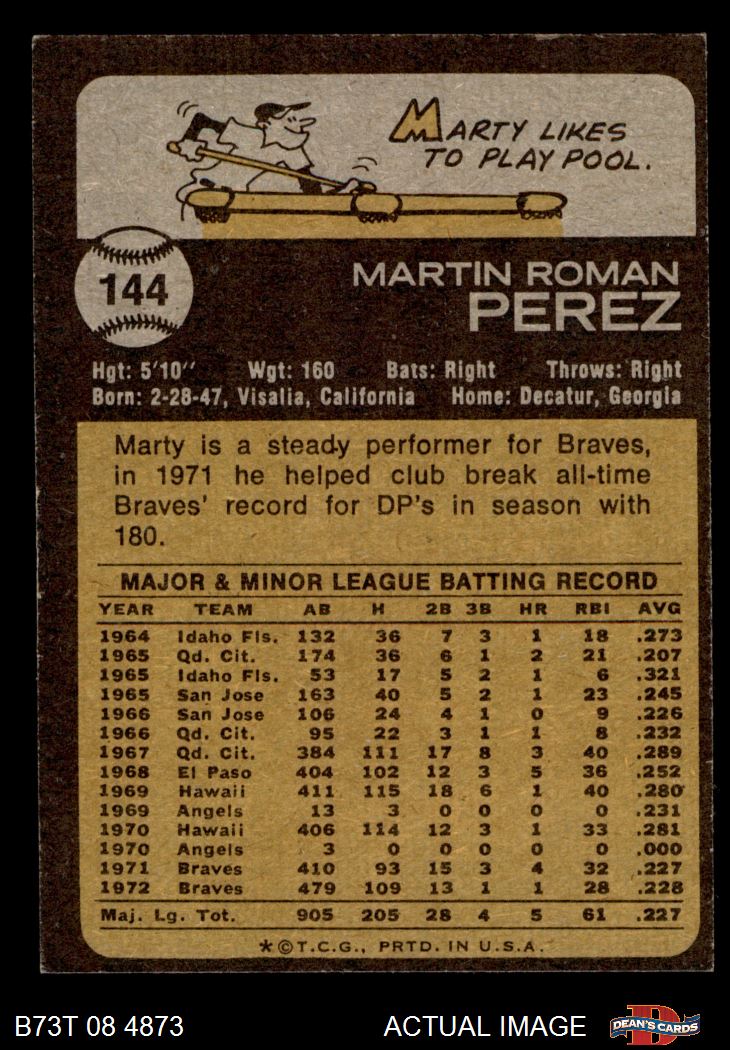 MARTY LIKES
TO PLAY POOL.
144
MARTIN ROMAN
PEREZ
Hgt: 5'10" Wgt: 160 Bats: Right Throws: Right
Born: 2-28-47, Visalia, California Home: Decatur, Georgia
Marty is a steady performer for Braves,
in 1971 he helped club break all-time
Braves' record for DP's in season with
180.
MAJOR & MINOR LEAGUE BATTING RECORD
YEAR TEAM AB H 2B 3B HR RBI AVG
1964 Idaho Fls. 132 36 7 3 1 18 .273
1965 Qd. Cit. 174 36 6 1 2 21 .207
1965 Idaho Fls. 53 17 5 2 1 6 .321
1965 San Jose 163 40 5 2 1 23 .245
1966 San Jose 106 24 4 1 0 9 .226
1966 Qd. Cit. 95 22 3 1 1 8 .232
1967 Qd. Cit. 384 111 17 8 3 40 .289
1968 El Paso 404 102 12 3 5 36 .252
1969 Hawaii 411 115 18 6 1 40 .280
1969 Angels 13 3 0 0 0 0 .231
1970 Hawaii 406 114 12 3 1 33 .281
1970 Angels 3 0 0 0 0 0 .000
1971 Braves 410 93 15 3 4 32 .227
1972 Braves 479 109 13 1 1 28 .228
Maj. Lg. Tot. 905 205 28 4 5 61 .227
*©T.C.G., PRTD. IN U.S.A.
B73T 08 4873 ACTUAL IMAGE D DEAN'S CARDS